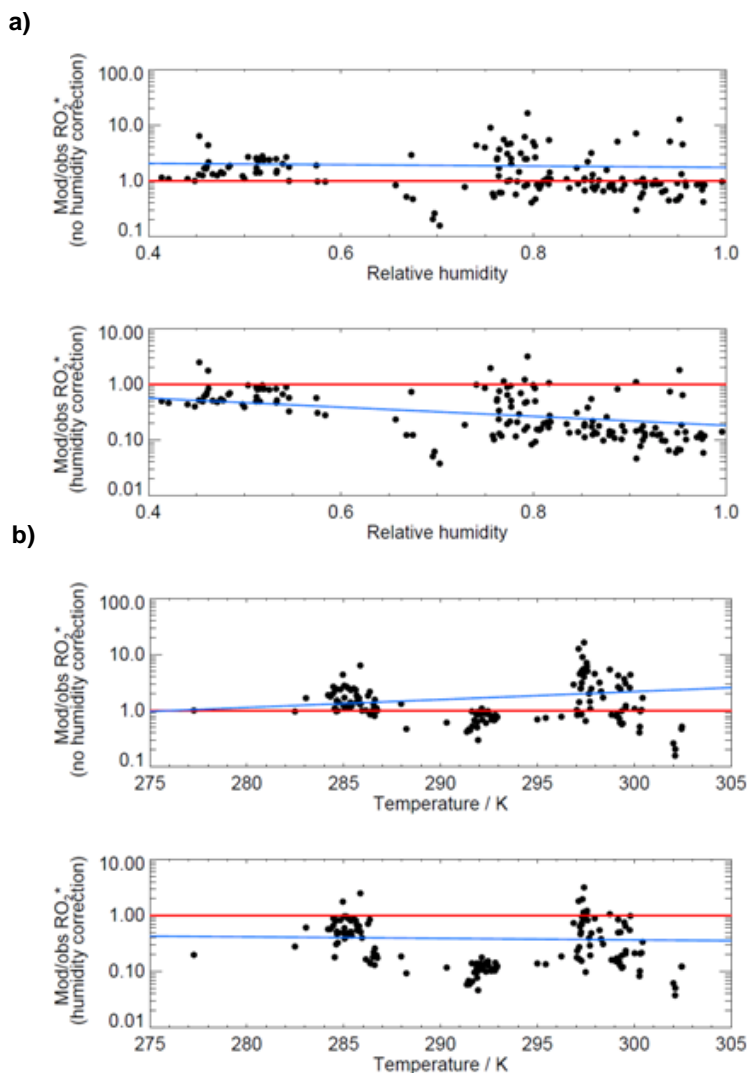 a)
Mod/obs RO2*
(no humidity correction)
100.0
10.0
1.0
0.1
0.4 0.6 0.8 1.0
Relative humidity
Mod/obs RO2*
(humidity correction)
10.00
1.00
0.10
0.01
0.4 0.6 0.8 1.0
Relative humidity
b)
Mod/obs RO2*
(no humidity correction)
100.0
10.0
1.0
0.1
275 280 285 290 295 300 305
Temperature / K
Mod/obs RO2*
(humidity correction)
10.00
1.00
0.10
0.01
275 280 285 290 295 300 305
Temperature / K